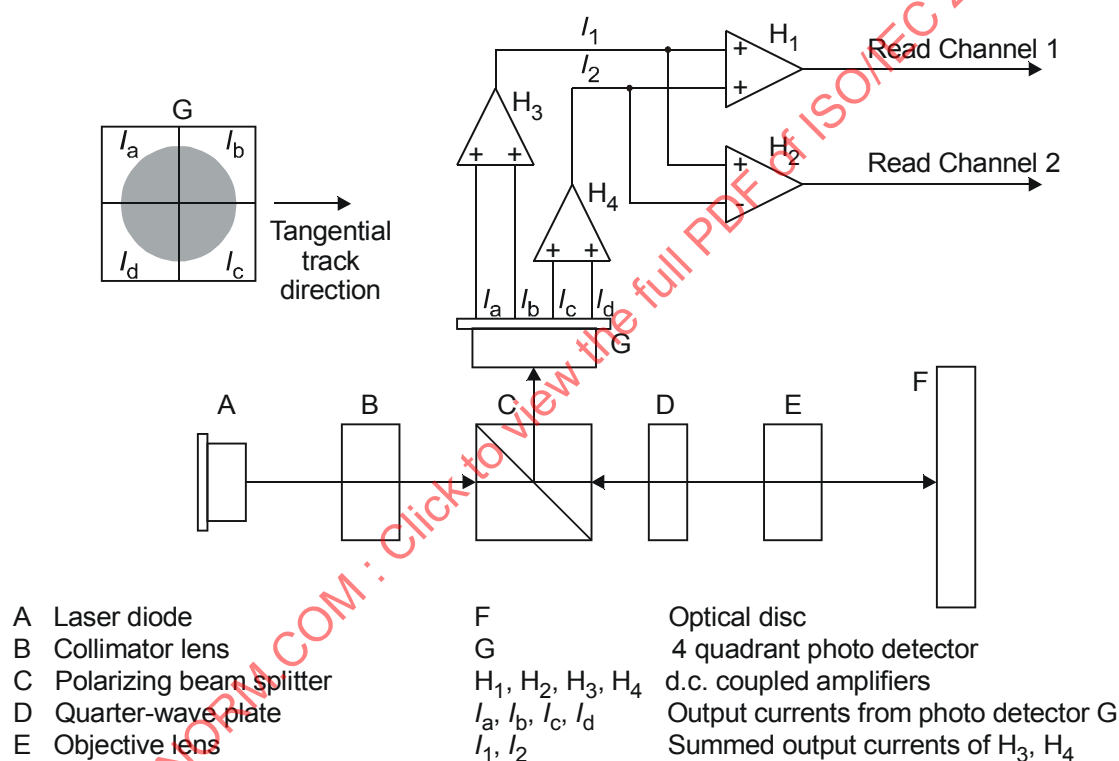 I1
H1
Read Channel 1
I2
H3
G
Ia
Ib
+
+
+
+
H2
Read Channel 2
+
-
H4
Tangential
track
direction
Id
Ic
+
+
Ia
Ib
Ic
Id
G
F
A
B
C
D
E
A Laser diode
B Collimator lens
C Polarizing beam splitter
D Quarter-wave plate
E Objective lens
F Optical disc
G 4 quadrant photo detector
H1, H2, H3, H4 d.c. coupled amplifiers
Ia, Ib, Ic, Id Output currents from photo detector G
I1, I2 Summed output currents of H3, H4
NORM.COM : Click to view the full PDF of ISO/IEC